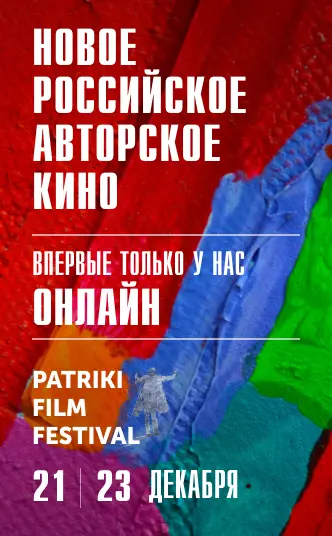 НОВОЕ
РОССИЙСКОЕ
АВТОРСКОЕ
КИНО
ВПЕРВЫЕ ТОЛЬКО У НАС
ОНЛАЙН
PATRIKI
FILM
FESTIVAL
21 | 23 ДЕКАБРЯ